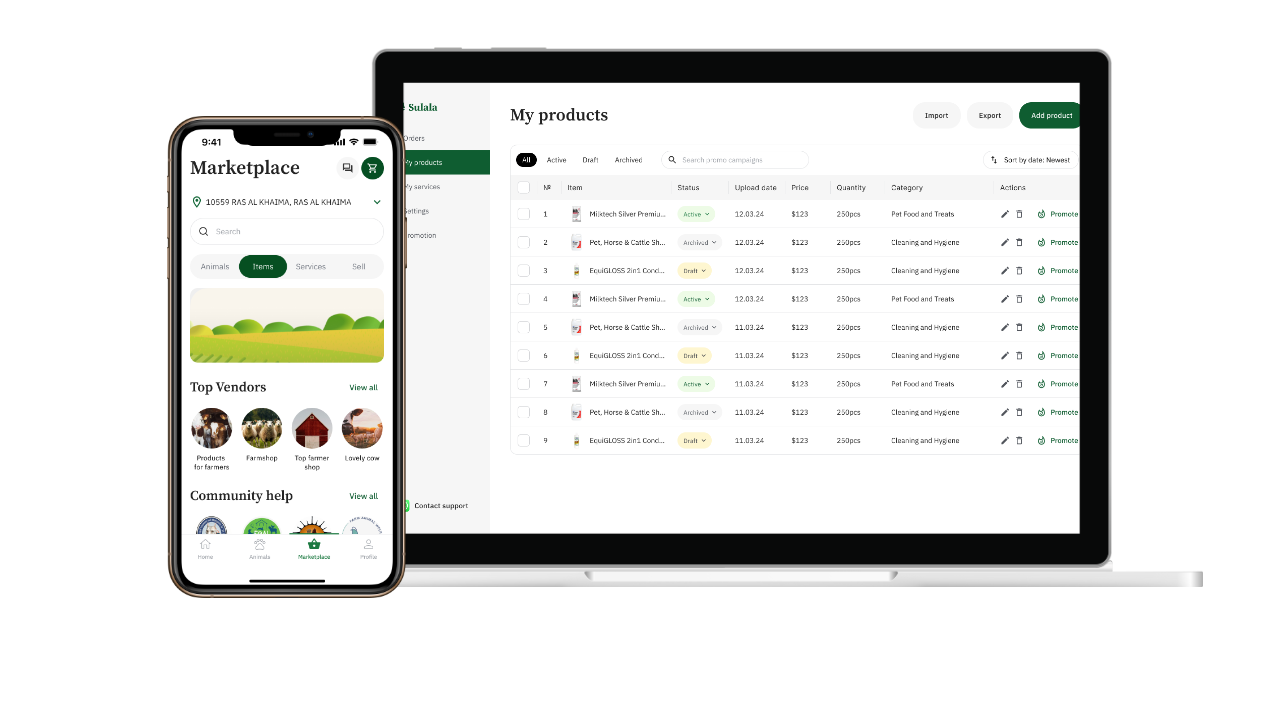 9:41
Marketplace
10559 RAS AL KHAIMA, RAS AL KHAIMA
Search
Animals Items Services Sell
Top Vendors View all
Products for farmers
Farmshop
Top farmer shop
Lovely cow
Community help View all
Home Animals Marketplace Profile
Sulala
Orders
My products
My services
Settings
romotion
Contact support
My products
Import Export Add product
All Active Draft Archived Search promo campaigns Sort by date: Newest
№ Item Status Upload date Price Quantity Category Actions
1 Milktech Silver Premiu... Active 12.03.24 $123 250pcs Pet Food and Treats Promote
2 Pet, Horse & Cattle Sh... Archived 12.03.24 $123 250pcs Cleaning and Hygiene Promote
3 EquiGLOSS 2in1 Cond... Draft 12.03.24 $123 250pcs Cleaning and Hygiene Promote
4 Milktech Silver Premiu... Active 12.03.24 $123 250pcs Pet Food and Treats Promote
5 Pet, Horse & Cattle Sh... Archived 11.03.24 $123 250pcs Cleaning and Hygiene Promote
6 EquiGLOSS 2in1 Cond... Draft 11.03.24 $123 250pcs Cleaning and Hygiene Promote
7 Milktech Silver Premiu... Active 11.03.24 $123 250pcs Pet Food and Treats Promote
8 Pet, Horse & Cattle Sh... Archived 11.03.24 $123 250pcs Cleaning and Hygiene Promote
9 EquiGLOSS 2in1 Cond... Draft 11.03.24 $123 250pcs Cleaning and Hygiene Promote